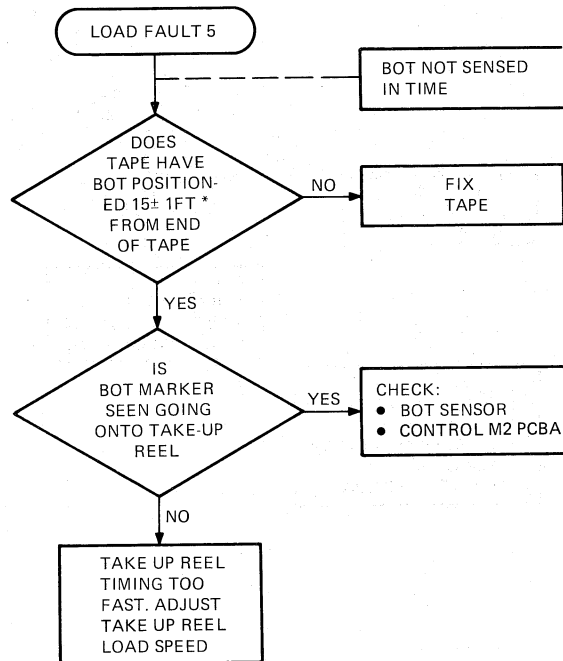 LOAD FAULT 5
BOT NOT SENSED
IN TIME
DOES
TAPE HAVE
BOT POSITION-
ED 15± 1FT *
FROM END
OF TAPE
NO
FIX
TAPE
YES
IS
BOT MARKER
SEEN GOING
ONTO TAKE-UP
REEL
YES
CHECK:
● BOT SENSOR
● CONTROL M2 PCBA
NO
TAKE UP REEL
TIMING TOO
FAST. ADJUST
TAKE UP REEL
LOAD SPEED